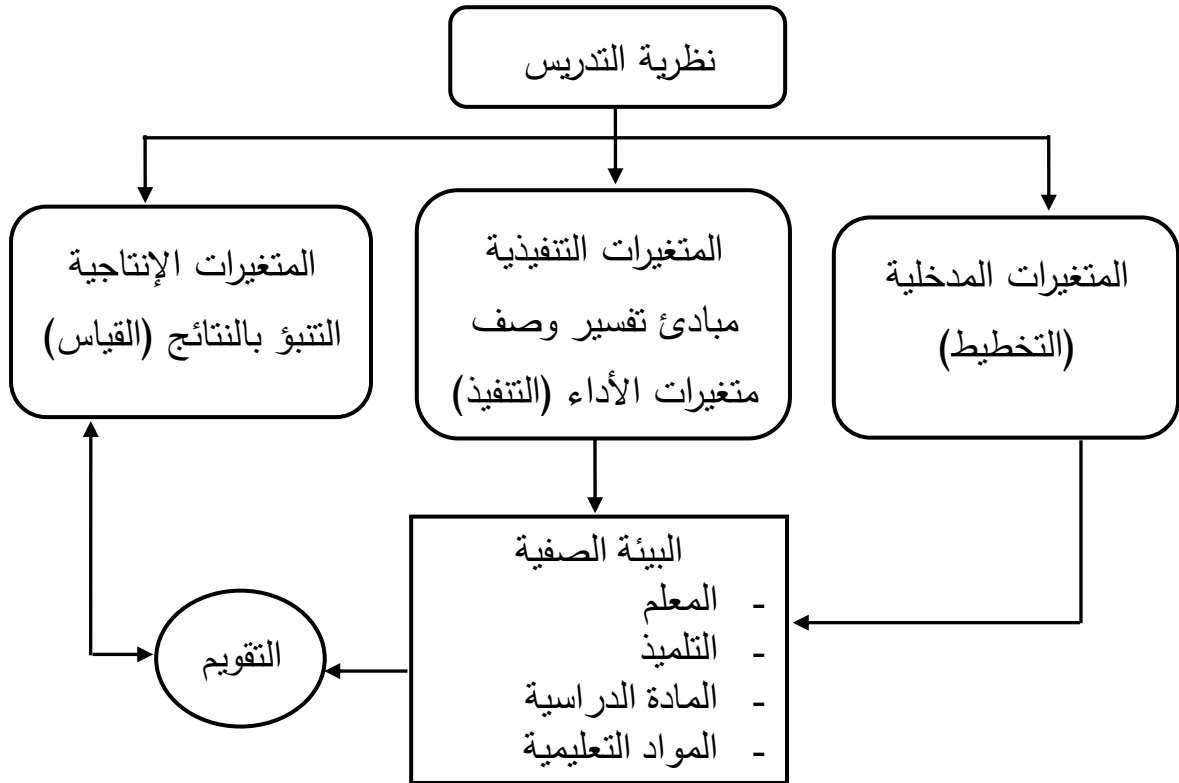 نظرية التدريس
المتغيرات المدخلية
(التخطيط)
المتغيرات التنفيذية
مبادئ تفسير وصف
متغيرات الأداء (التنفيذ)
المتغيرات الإنتاجية
التنبؤ بالنتائج (القياس)
البيئة الصفية
- المعلم
- التلميذ
- المادة الدراسية
- المواد التعليمية
التقويم